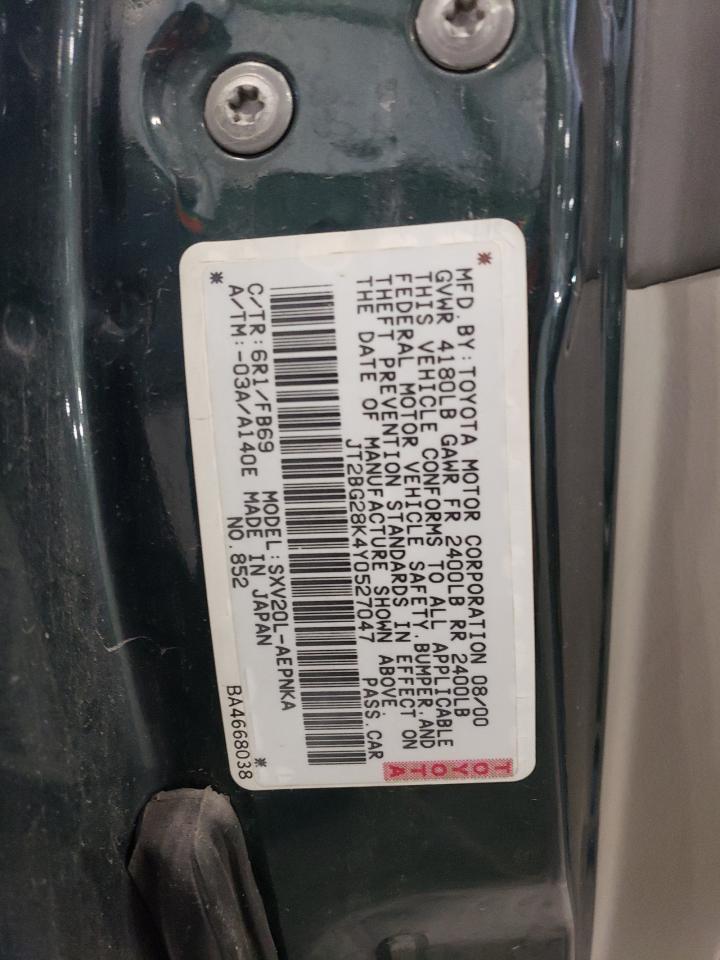 MFD. BY: TOYOTA MOTOR CORPORATION 08/00
GVWR 4180LB GAWR FR 2400LB RR 2400LB
THIS VEHICLE CONFORMS TO ALL APPLICABLE
FEDERAL MOTOR VEHICLE SAFETY, BUMPER, AND
THEFT PREVENTION STANDARDS IN EFFECT ON
THE DATE OF MANUFACTURE SHOWN ABOVE.
JT2BG28K4Y0527047 PASS. CAR
TOYOTA
C/TR: 6R1/FB69 MODEL: SXV20L-AEPNKA
A/TM: -03A/A140E MADE IN JAPAN
NO. 852
BA4668038